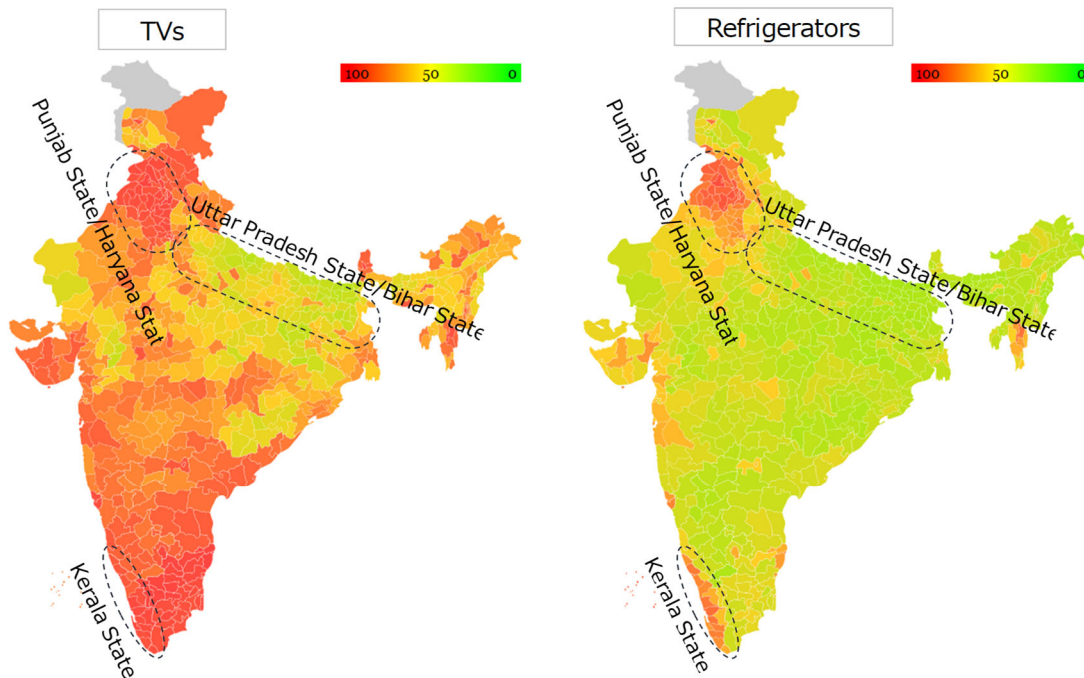 TVs
Refrigerators
100 50 0
100 50 0
Punjab State/Haryana Stat
Uttar Pradesh State/Bihar State
Kerala State
Punjab State/Haryana Stat
Uttar Pradesh State/Bihar State
Kerala State